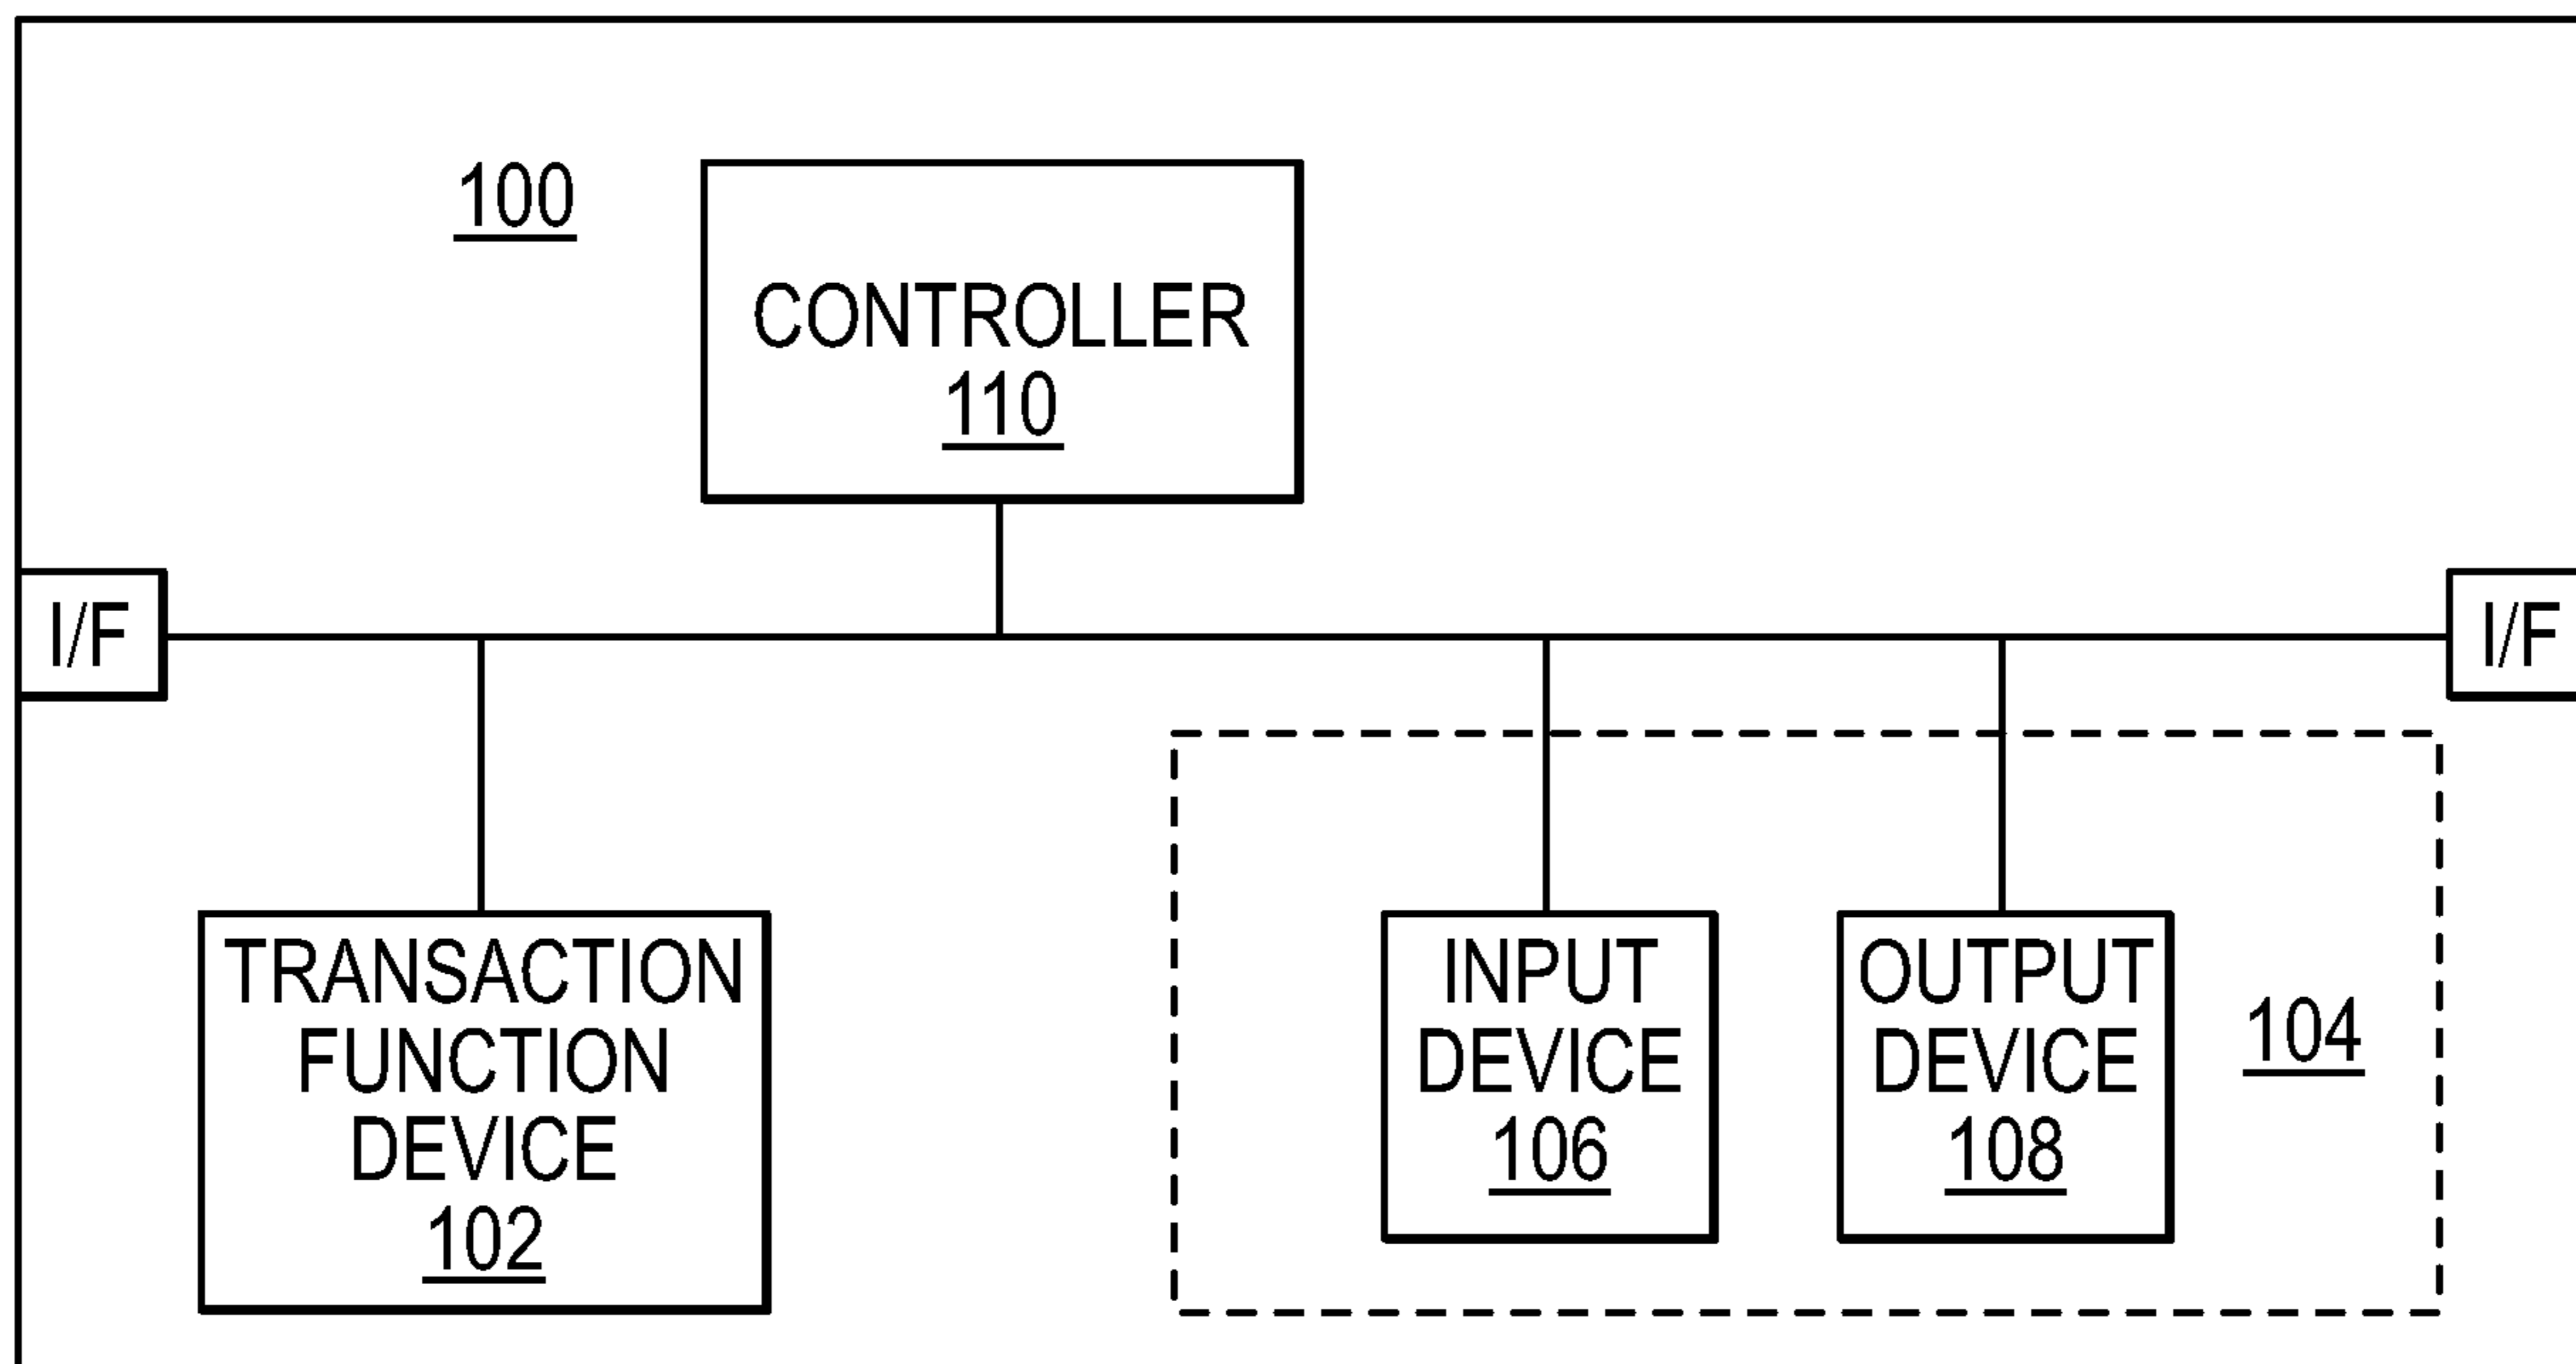 100
CONTROLLER
110
I/F
I/F
TRANSACTION
FUNCTION
DEVICE
102
INPUT
DEVICE
106
OUTPUT
DEVICE
108
104